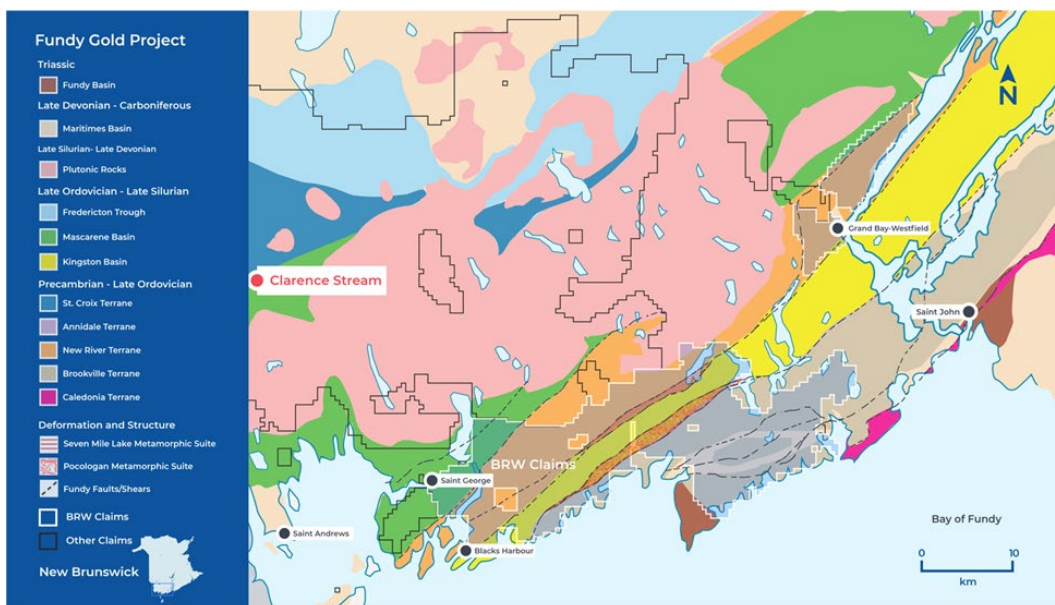 Fundy Gold Project
Triassic
Fundy Basin
Late Devonian - Carboniferous
Maritimes Basin
Late Silurian- Late Devonian
Plutonic Rocks
Late Ordovician - Late Silurian
Fredericton Trough
Mascarene Basin
Kingston Basin
Precambrian - Late Ordovician
St. Croix Terrane
Annidale Terrane
New River Terrane
Brookville Terrane
Caledonia Terrane
Deformation and Structure
Seven Mile Lake Metamorphic Suite
Pocologan Metamorphic Suite
Fundy Faults/Shears
BRW Claims
Other Claims
New Brunswick
N
Grand Bay-Westfield
Clarence Stream
Saint John
BRW Claims
Saint George
Saint Andrews
Blacks Harbour
Bay of Fundy
0 10
km